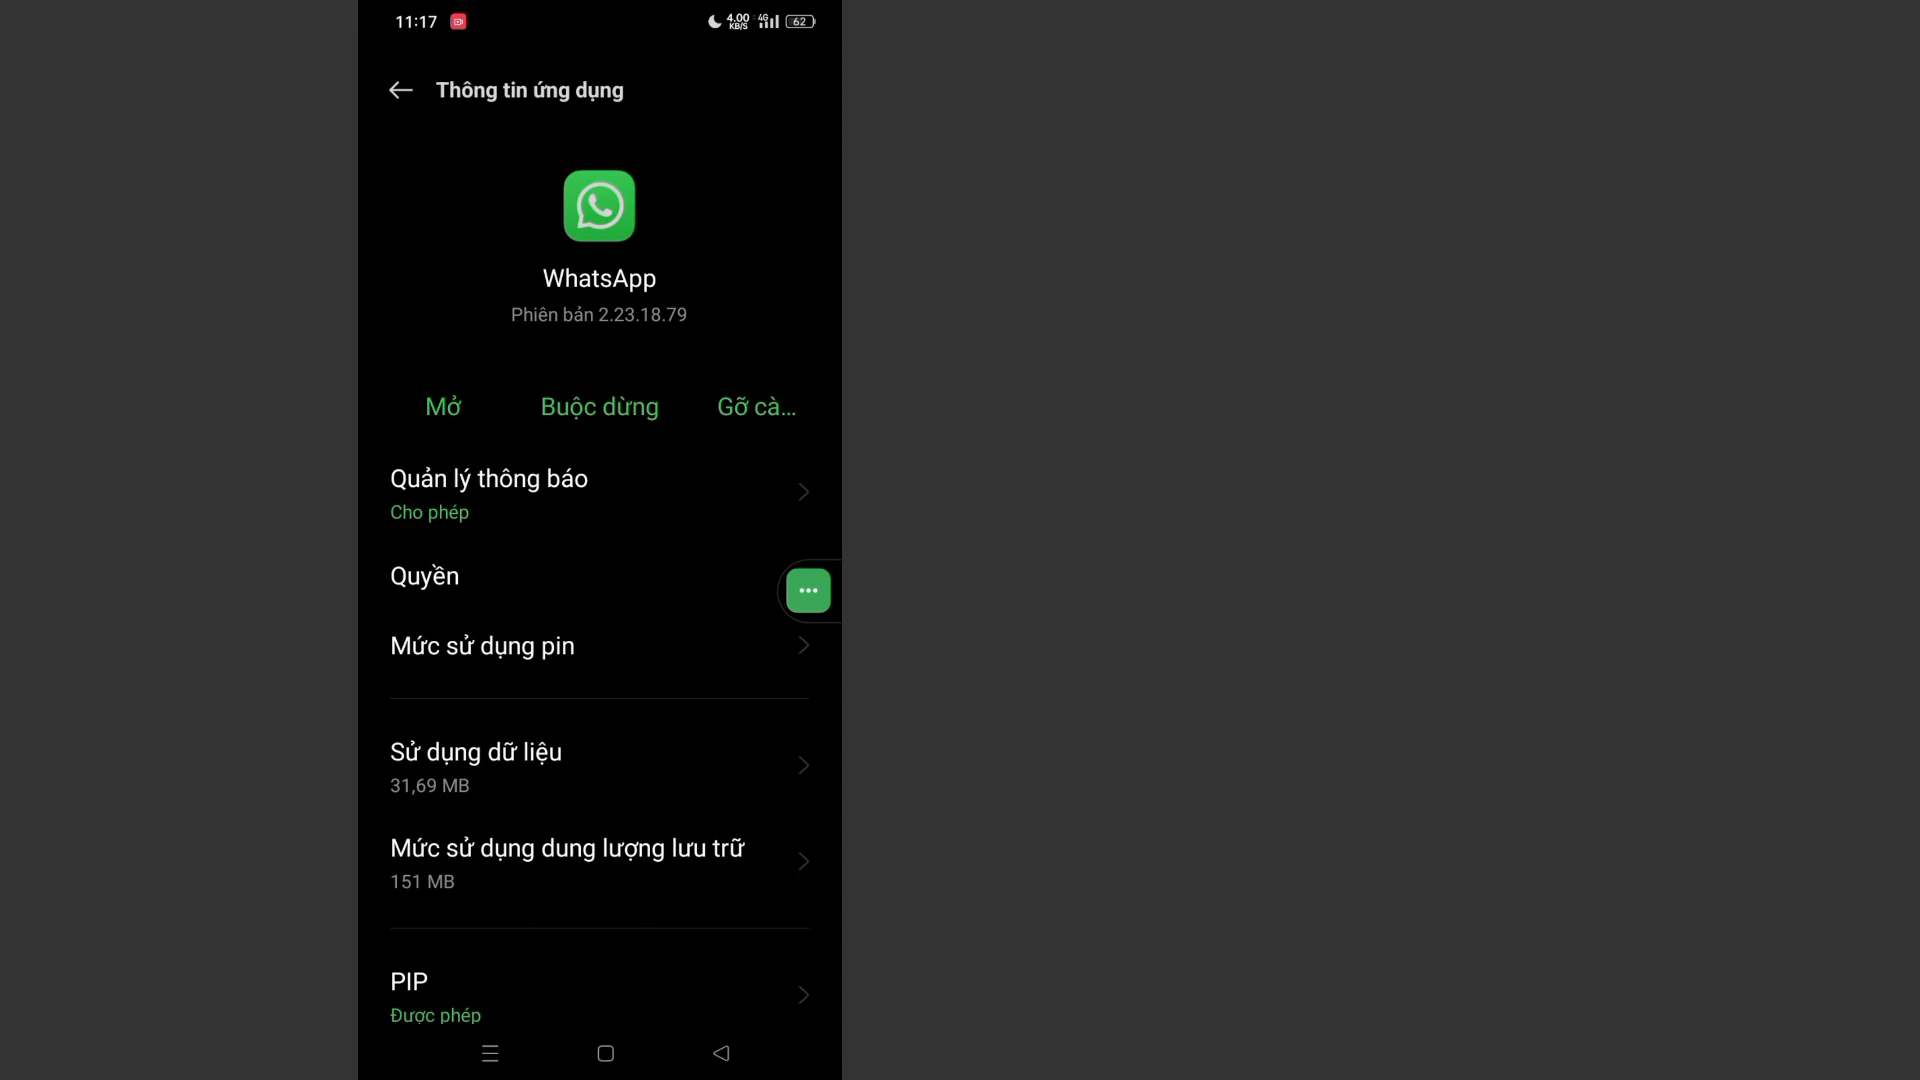 11:17
4.00 KB/S 4G 62
Thông tin ứng dụng
WhatsApp
Phiên bản 2.23.18.79
Mở Buộc dừng Gỡ cà...
Quản lý thông báo
Cho phép
Quyền
Mức sử dụng pin
Sử dụng dữ liệu
31,69 MB
Mức sử dụng dung lượng lưu trữ
151 MB
PIP
Được phép